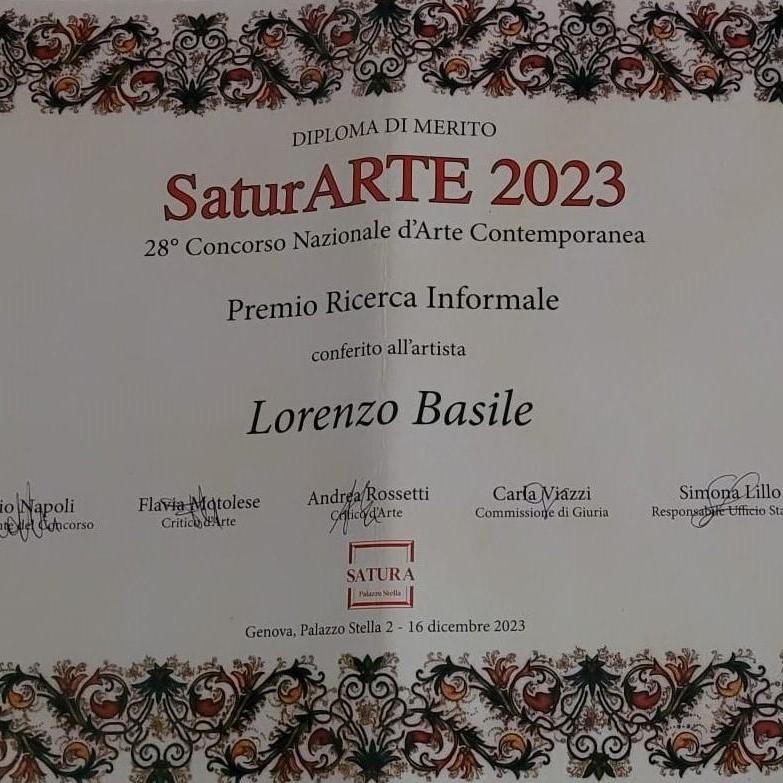 DIPLOMA DI MERITO
SaturARTE 2023
28° Concorso Nazionale d'Arte Contemporanea
Premio Ricerca Informale
conferito all'artista
Lorenzo Basile
Napoli
del Concorso
Flavia Motolese
Critico d'Arte
Andrea Rossetti
Critico d'Arte
Carla Viazzi
Commissione di Giuria
Simona Lillo
Responsabile Ufficio
SATURA
Palazzo Stella
Genova, Palazzo Stella 2 - 16 dicembre 2023